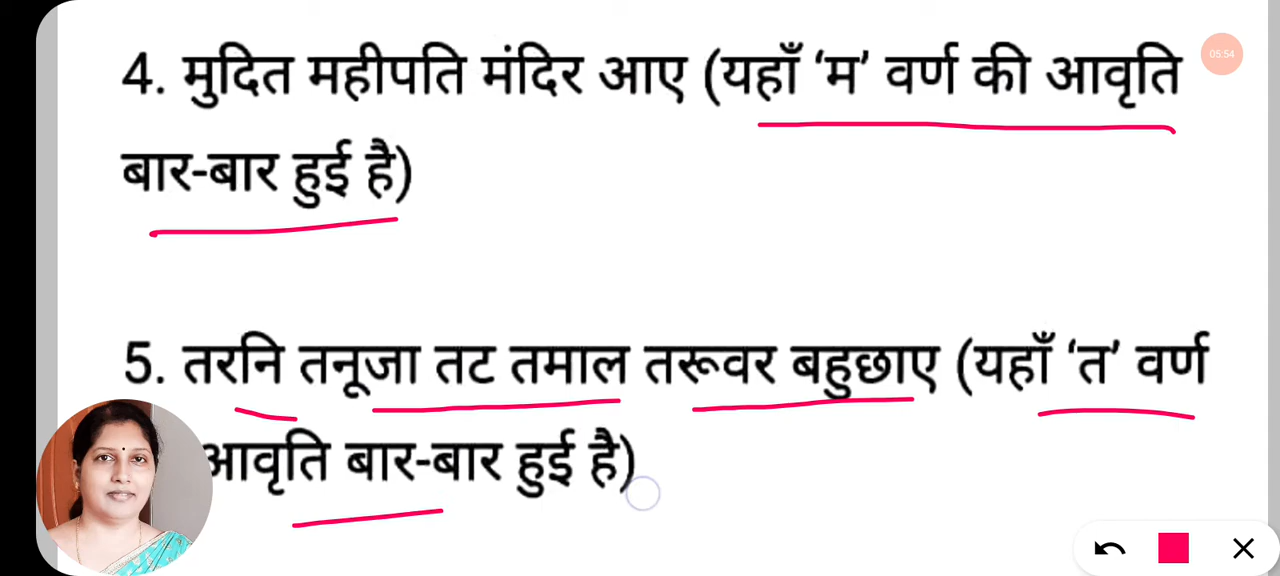 05:54
4. मुदित महीपति मंदिर आए (यहाँ ‘म’ वर्ण की आवृति
बार-बार हुई है)
5. तरनि तनूजा तट तमाल तरूवर बहुछाए (यहाँ ‘त’ वर्ण
आवृति बार-बार हुई है)